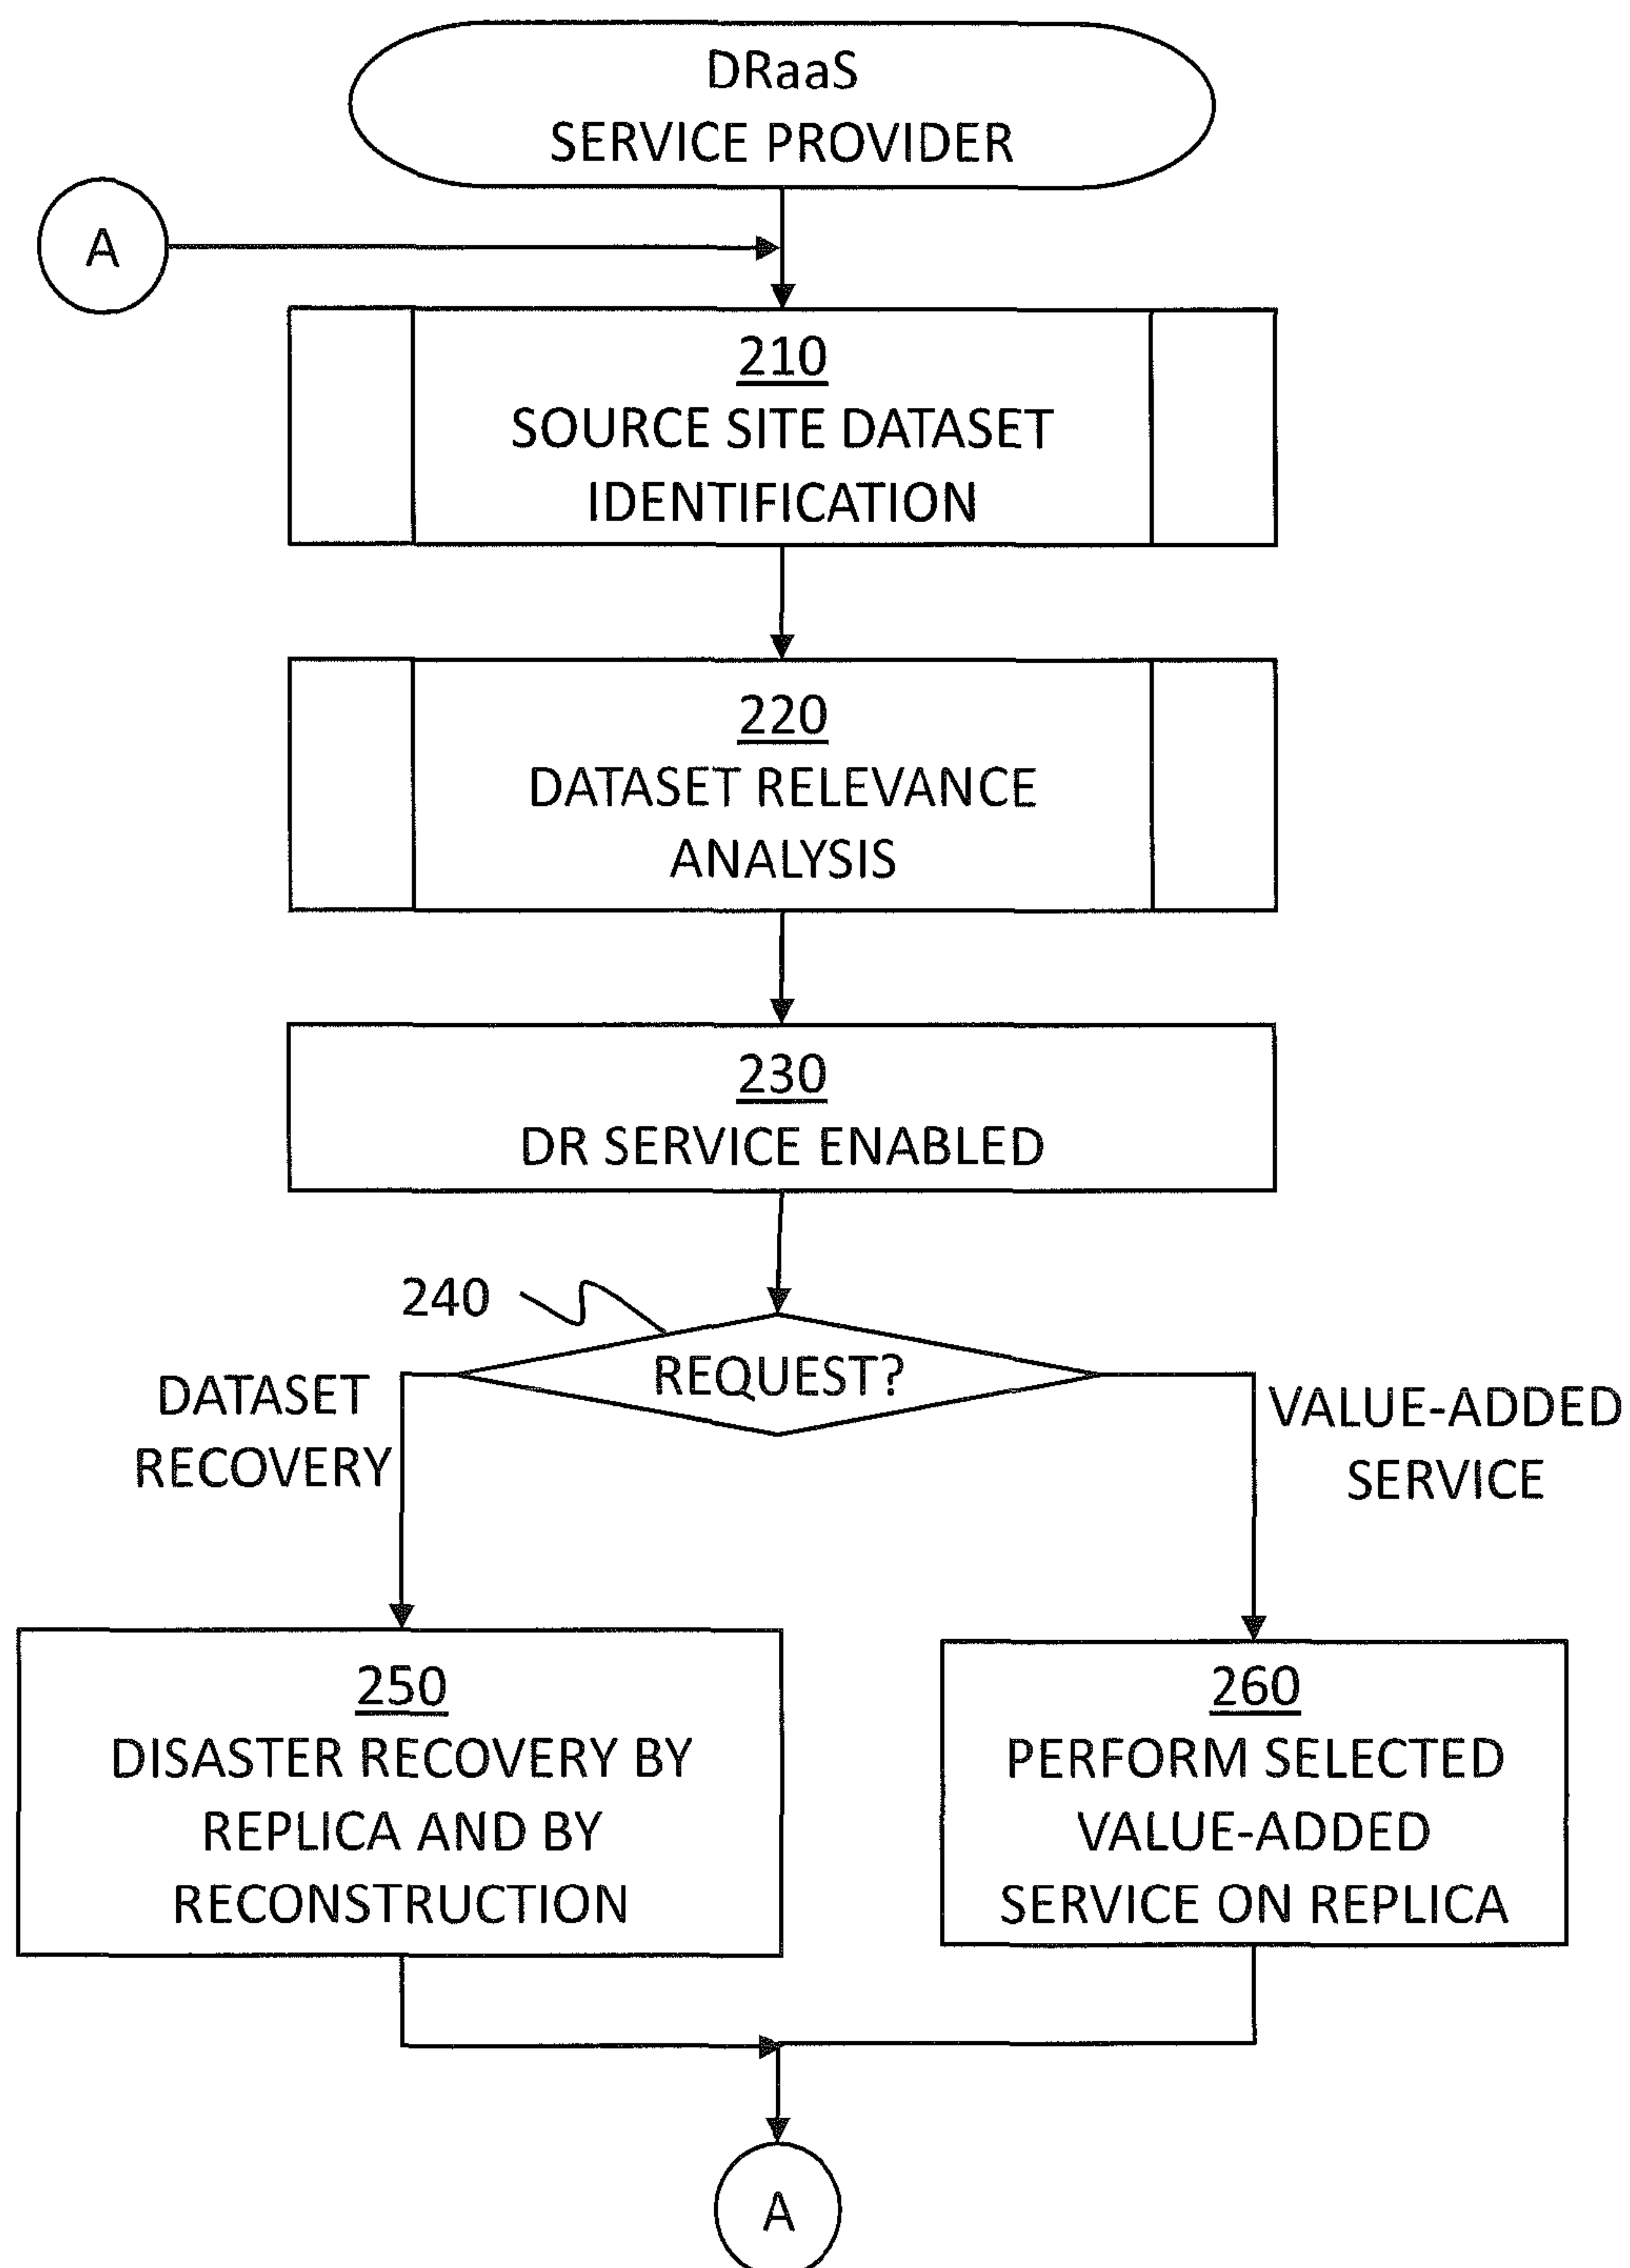 DRaaS
SERVICE PROVIDER
A
210
SOURCE SITE DATASET
IDENTIFICATION
220
DATASET RELEVANCE
ANALYSIS
230
DR SERVICE ENABLED
240
REQUEST?
DATASET
RECOVERY
VALUE-ADDED
SERVICE
250
DISASTER RECOVERY BY
REPLICA AND BY
RECONSTRUCTION
260
PERFORM SELECTED
VALUE-ADDED
SERVICE ON REPLICA
A